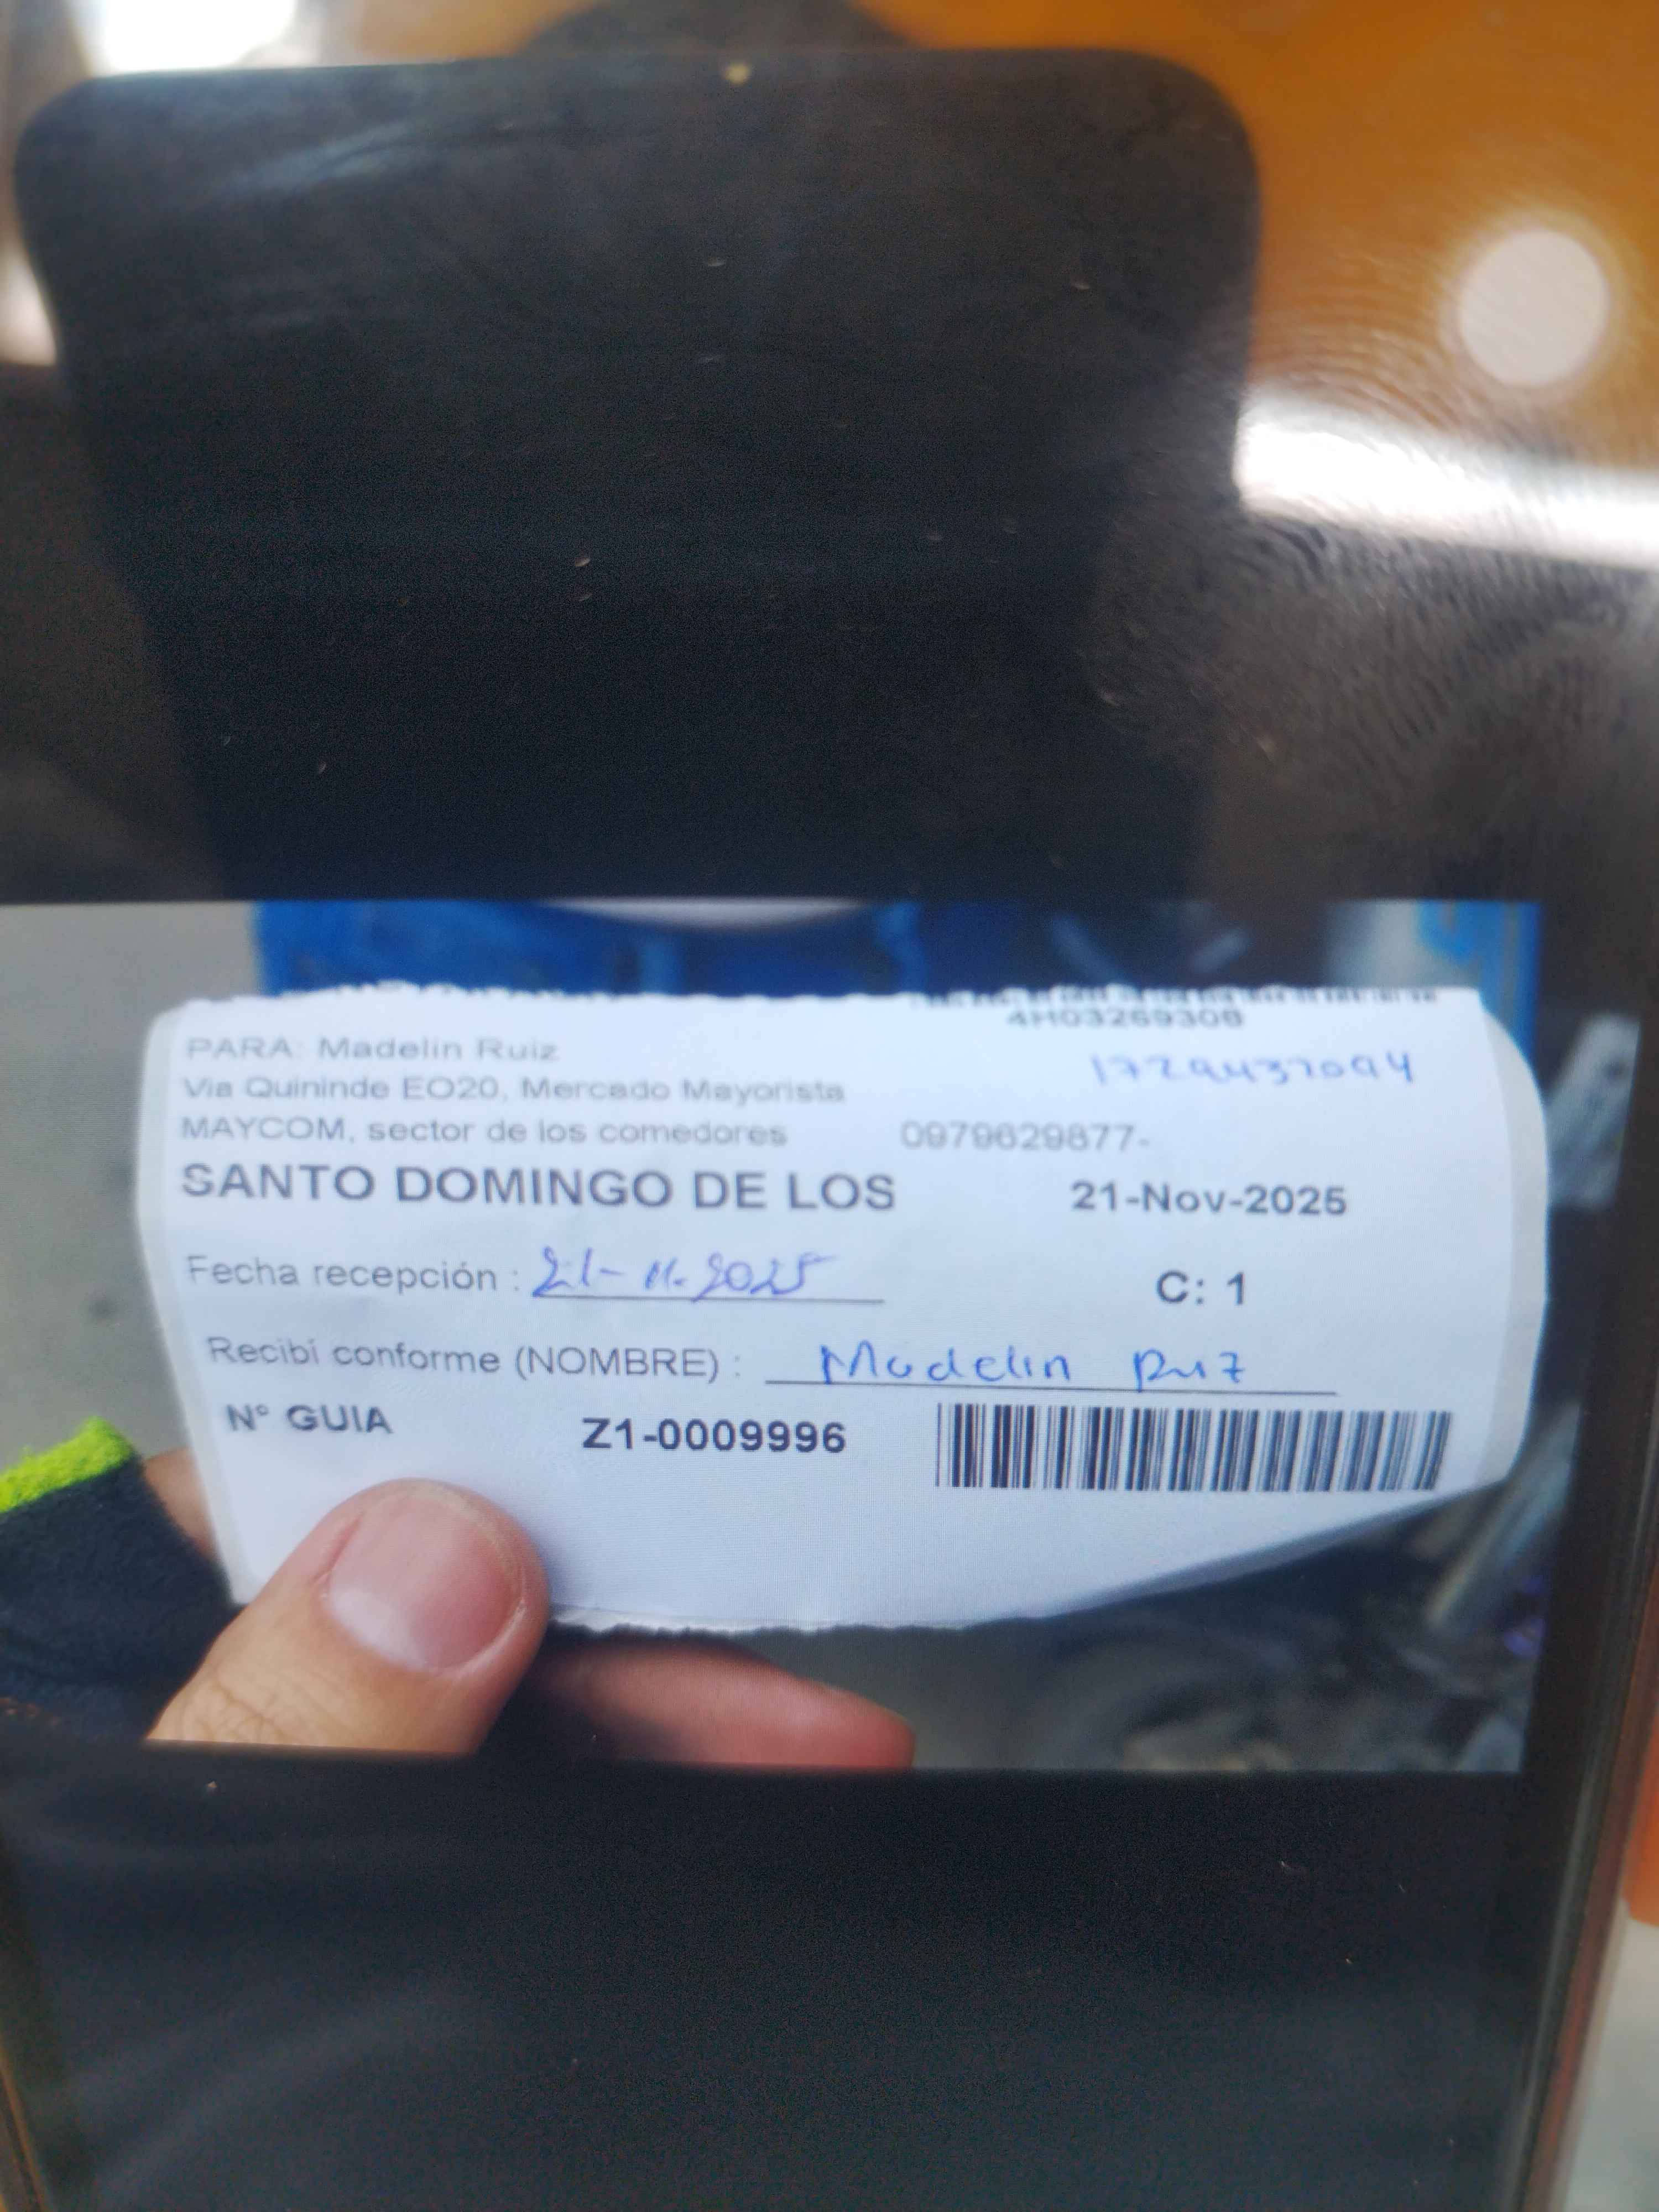 4H03269308
PARA: Madelin Ruiz
1729437094
Via Quininde EO20, Mercado Mayorista
MAYCOM, sector de los comedores 0979629877-
SANTO DOMINGO DE LOS 21-Nov-2025
Fecha recepción : 21-11-2025 C: 1
Recibi conforme (NOMBRE) : Madelin Ruiz
N° GUIA Z1-0009996